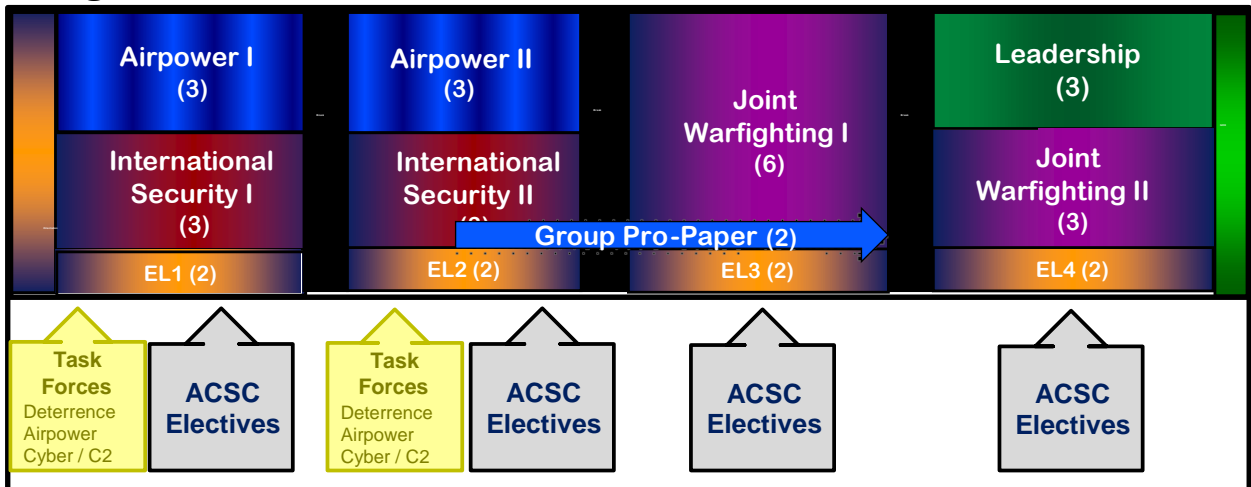 Airpower I
(3)
International
Security I
(3)
EL1 (2)
Airpower II
(3)
International
Security II
EL2 (2)
Joint
Warfighting I
(6)
Group Pro-Paper (2)
EL3 (2)
Leadership
(3)
Joint
Warfighting II
(3)
EL4 (2)
Task
Forces
Deterrence
Airpower
Cyber / C2
ACSC
Electives
Task
Forces
Deterrence
Airpower
Cyber / C2
ACSC
Electives
ACSC
Electives
ACSC
Electives